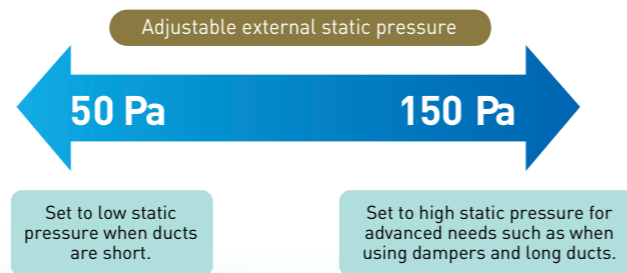 Adjustable external static pressure
50 Pa
150 Pa
Set to low static
pressure when ducts
are short.
Set to high static pressure for
advanced needs such as when
using dampers and long ducts.